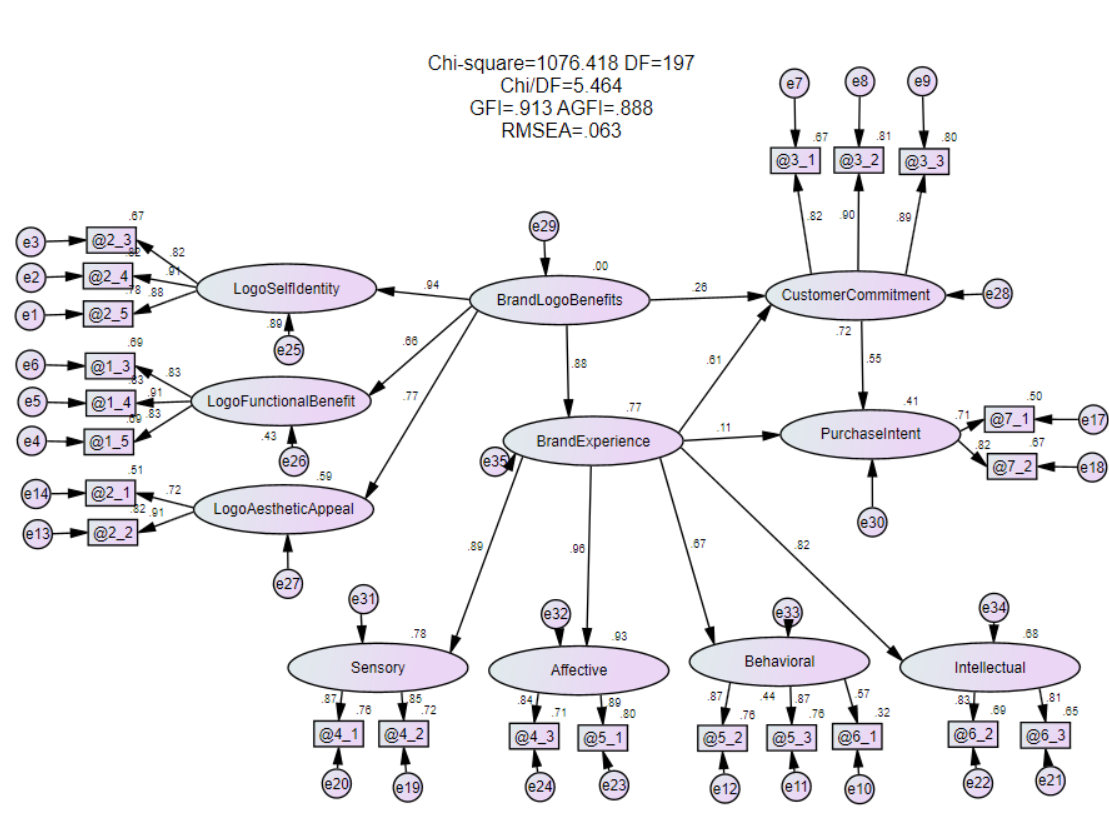 Chi-square=1076.418 DF=197
Chi/DF=5.464
GFI=.913 AGFI=.888
RMSEA=.063
e7 e8 e9
.67 .81 .80
@3_1 @3_2 @3_3
.82 .90 .89
e3 @2_3 .67 .82
e2 @2_4 .82 .91
e1 @2_5 .78 .88
LogoSelfIdentity
.89
e25
.94
e29
.00
BrandLogoBenefits
.26
CustomerCommitment
e28
.72
e6 @1_3 .69 .83
e5 @1_4 .83 .91
e4 @1_5 .69 .83
LogoFunctionalBenefit
.43
e26
.66
.77
.88
.61
.55
.77
BrandExperience
e35
.11
.41
PurchaseIntent
e30
.71 @7_1 .50 e17
.82 @7_2 .67 e18
e14 @2_1 .51 .72
e13 @2_2 .82 .91
.59
LogoAestheticAppeal
e27
.89 .96 .67 .82
e31 e32 e33 e34
.78 .93 .68
Sensory Affective Behavioral Intellectual
.44
.87 .85 .84 .89 .87 .87 .57 .83 .81
.76 .72 .71 .80 .76 .76 .32 .69 .65
@4_1 @4_2 @4_3 @5_1 @5_2 @5_3 @6_1 @6_2 @6_3
e20 e19 e24 e23 e12 e11 e10 e22 e21